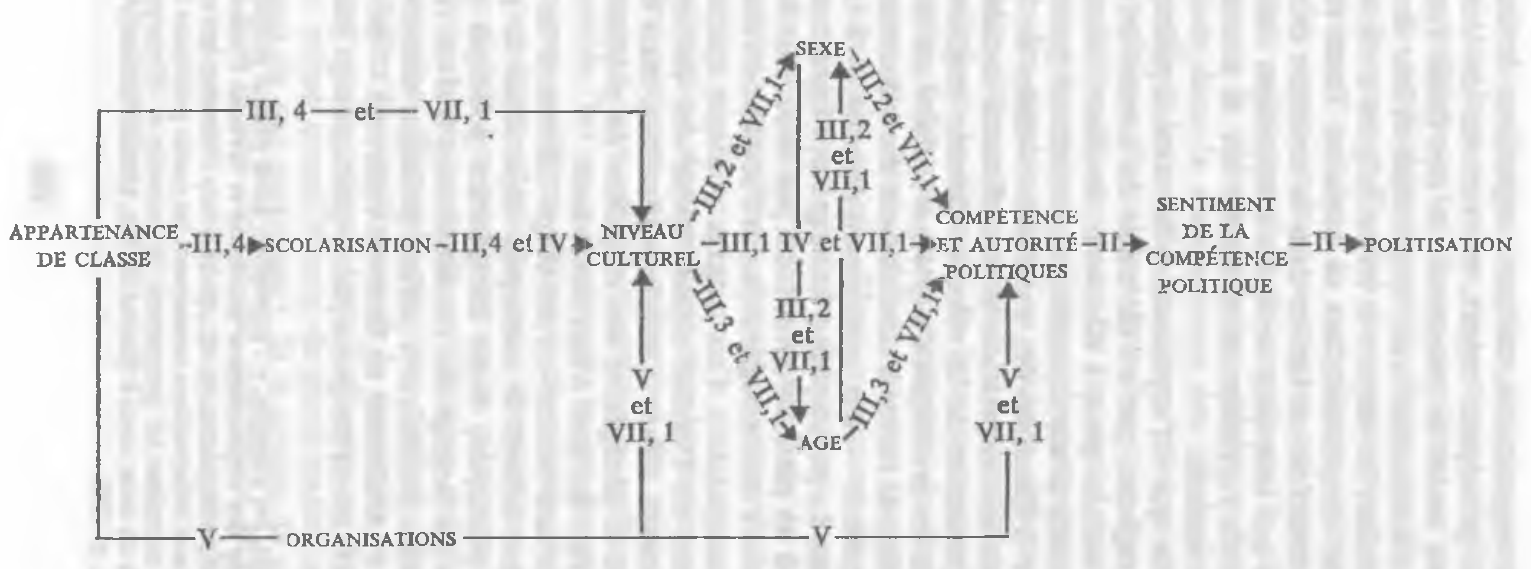 SEXE
III, 4 et VII, 1
III,2 et VII,1
III,2
et
VII,1
III,2 et VII,1
APPARTENANCE
DE CLASSE
III,4
SCOLARISATION
III,4 et IV
NIVEAU
CULTUREL
III,1 IV et VII,1
COMPÉTENCE
ET AUTORITÉ
POLITIQUES
II
SENTIMENT
DE LA
COMPÉTENCE
POLITIQUE
II
POLITISATION
III,3 et VII,1
III,2
et
VII,1
III,3 et VII,1
AGE
V
et
VII, 1
V
et
VII, 1
V
ORGANISATIONS
V